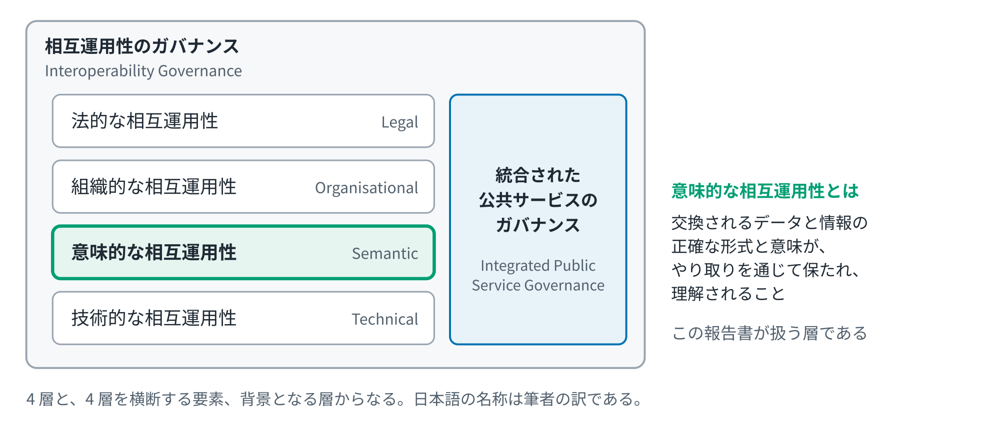 相互運用性のガバナンス
Interoperability Governance
法的な相互運用性 Legal
組織的な相互運用性 Organisational
意味的な相互運用性 Semantic
技術的な相互運用性 Technical
統合された
公共サービスの
ガバナンス
Integrated Public
Service Governance
意味的な相互運用性とは
交換されるデータと情報の
正確な形式と意味が、
やり取りを通じて保たれ、
理解されること
この報告書が扱う層である
4 層と、4 層を横断する要素、背景となる層からなる。日本語の名称は筆者の訳である。